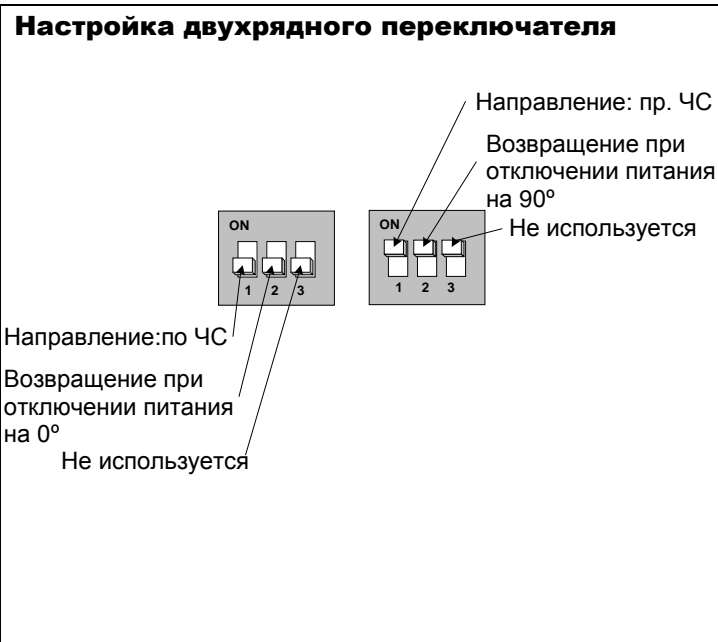 Настройка двухрядного переключателя
Направление: пр. ЧС
Возвращение при
отключении питания
на 90º
Не используется
ON
1 2 3
ON
1 2 3
Направление:по ЧС
Возвращение при
отключении питания
на 0º
Не используется